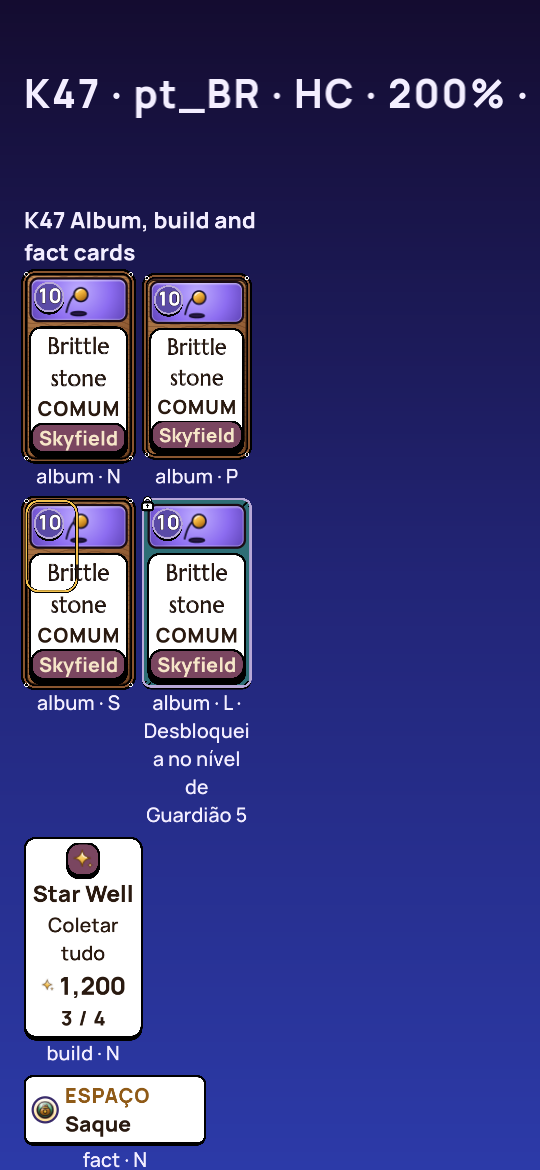 K47 · pt_BR · HC · 200% ·
K47 Album, build and
fact cards
10
Brittle
stone
COMUM
Skyfield
album · N
10
Brittle
stone
COMUM
Skyfield
album · P
10
Brittle
stone
COMUM
Skyfield
album · S
10
Brittle
stone
COMUM
Skyfield
album · L ·
Desbloquei
a no nível
de
Guardião 5
Star Well
Coletar
tudo
1,200
3 / 4
build · N
ESPAÇO
Saque
fact · N